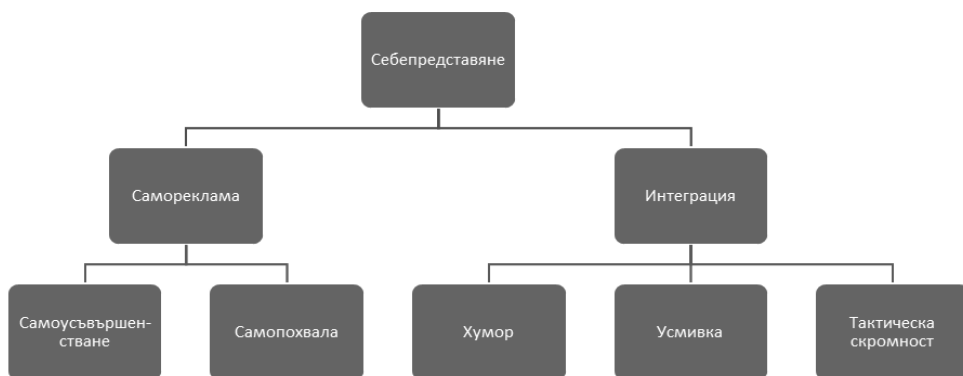 Себепредставяне
Самореклама
Интеграция
Самоусъвършен-
стване
Самопохвала
Хумор
Усмивка
Тактическа
скромност